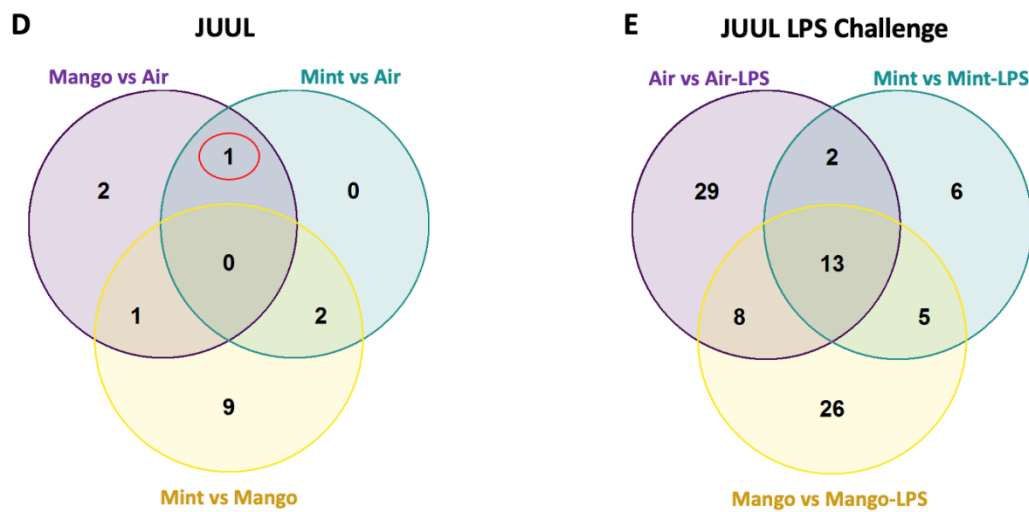 D
JUUL
Mango vs Air
Mint vs Air
1
2
0
0
1
2
9
Mint vs Mango
E
JUUL LPS Challenge
Air vs Air-LPS
Mint vs Mint-LPS
2
29
6
13
8
5
26
Mango vs Mango-LPS